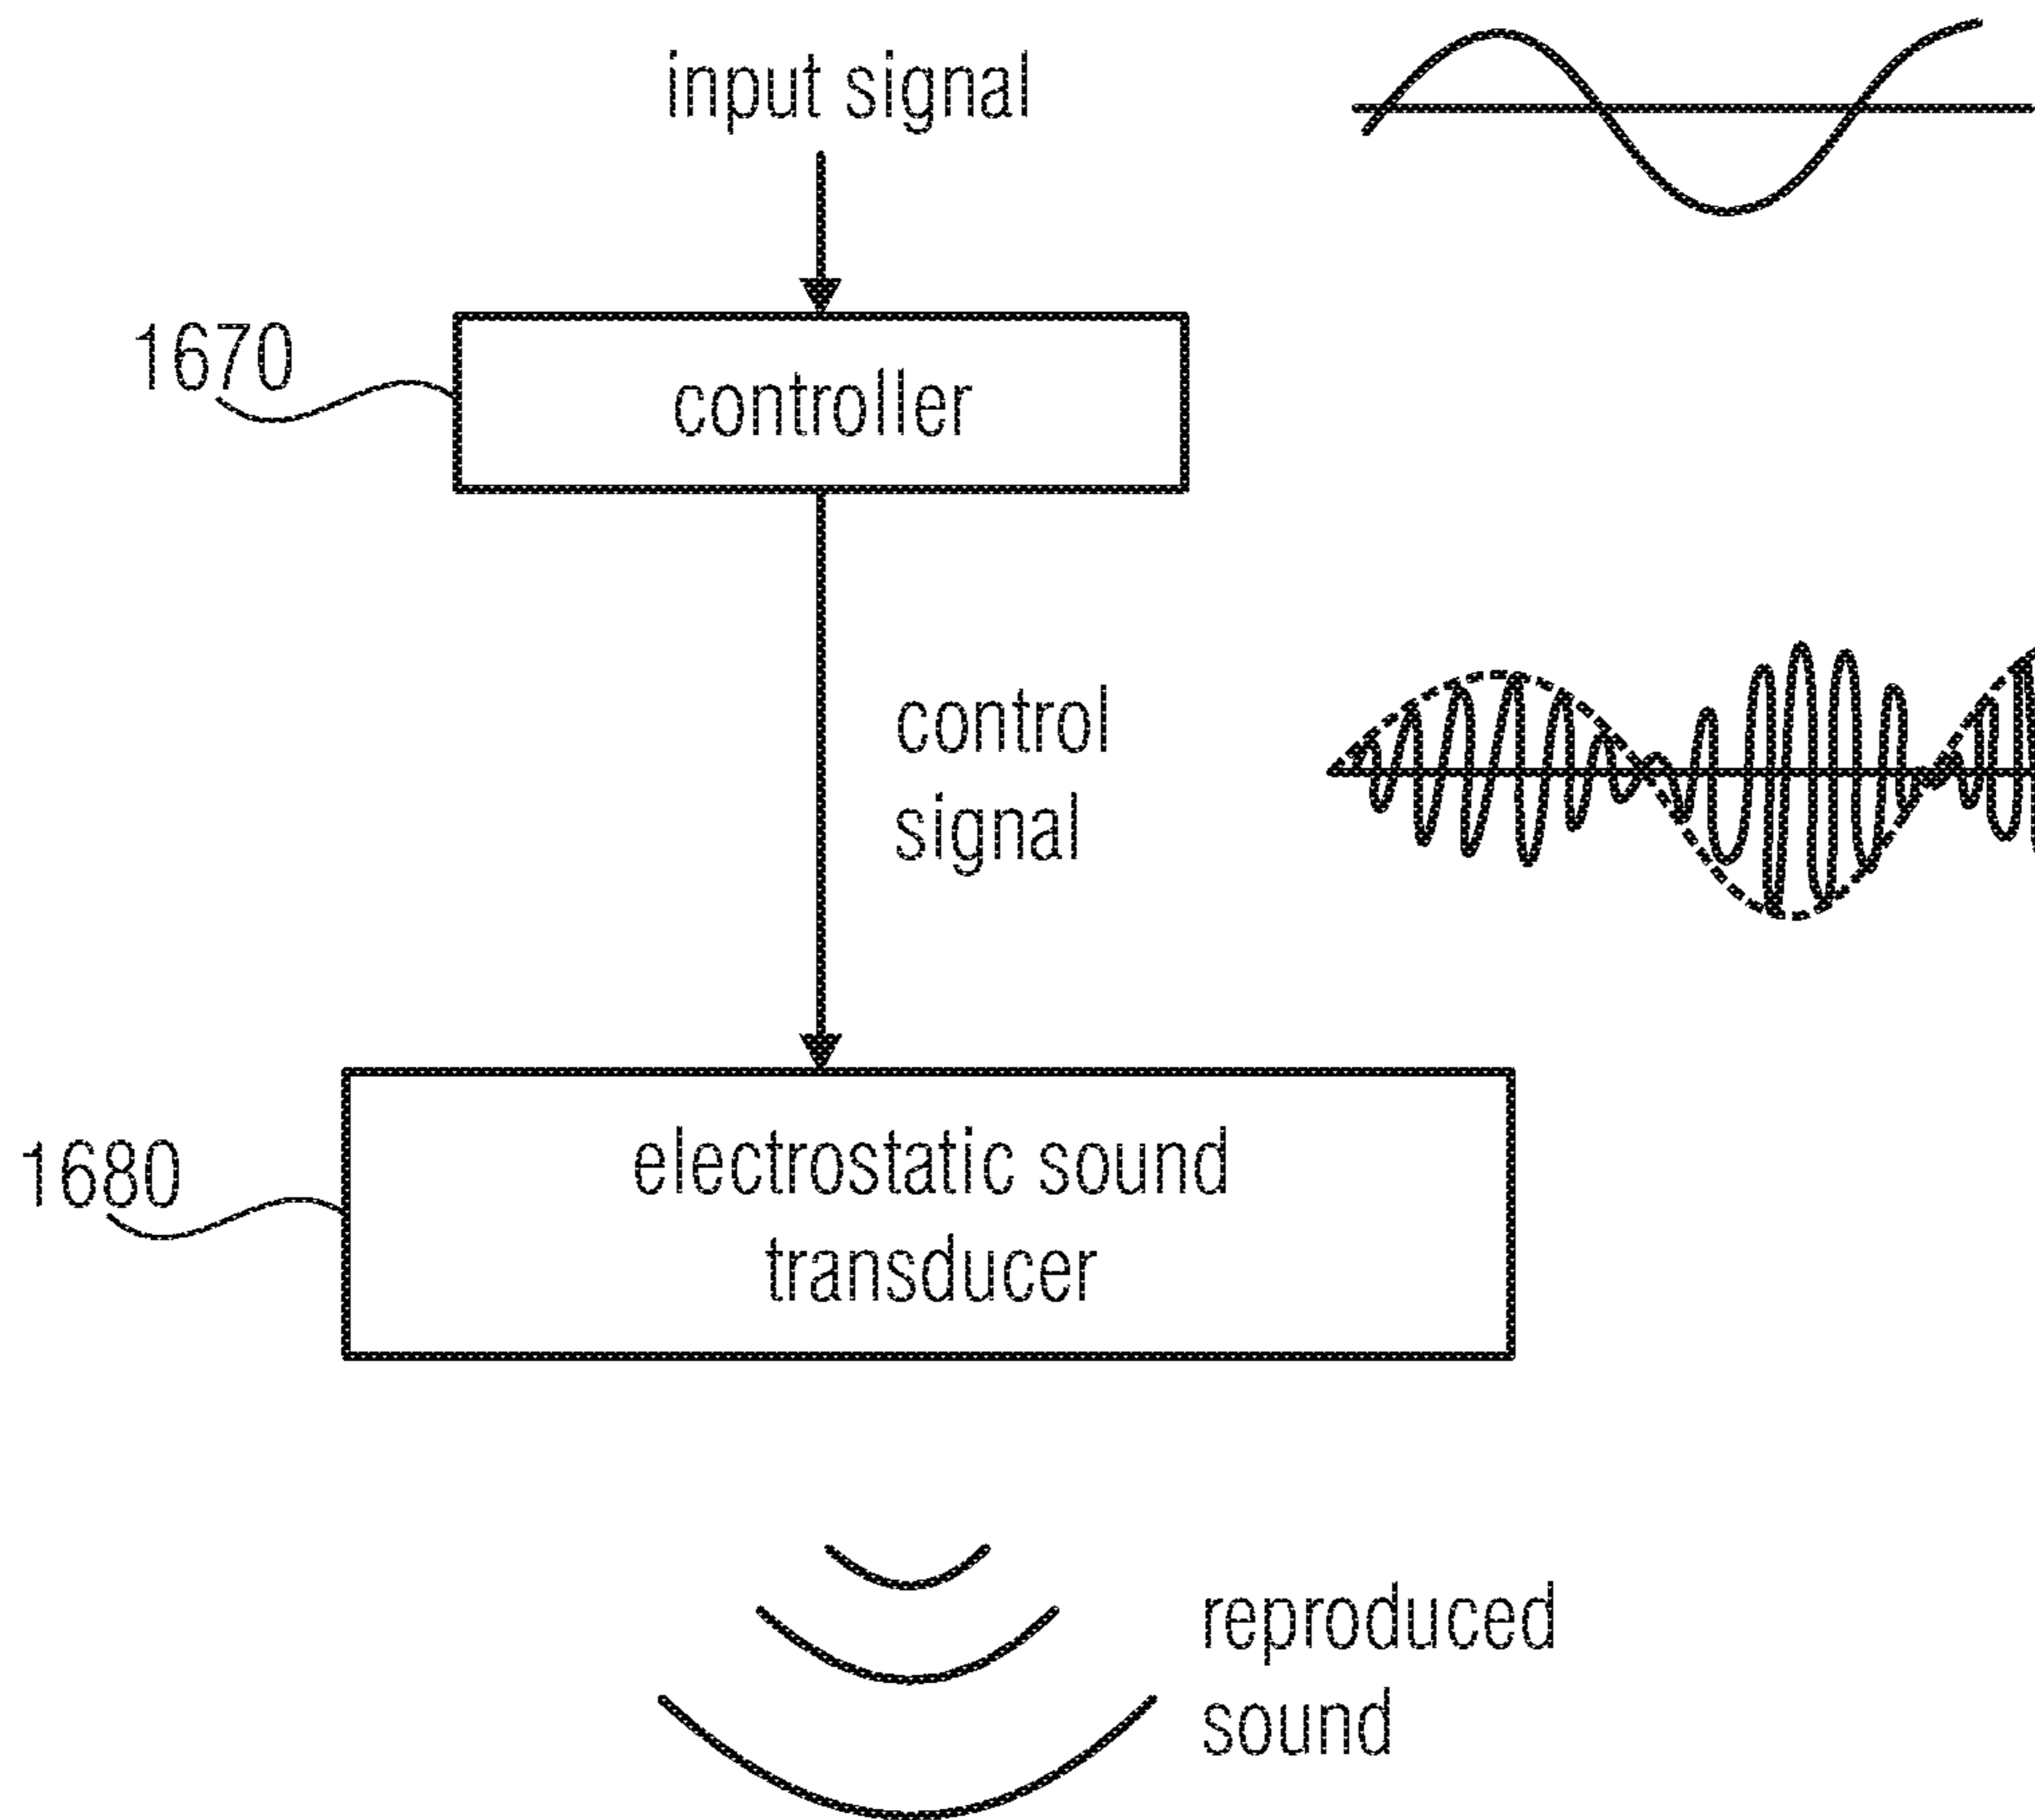 input signal
1670
controller
control
signal
1680
electrostatic sound
transducer
reproduced
sound